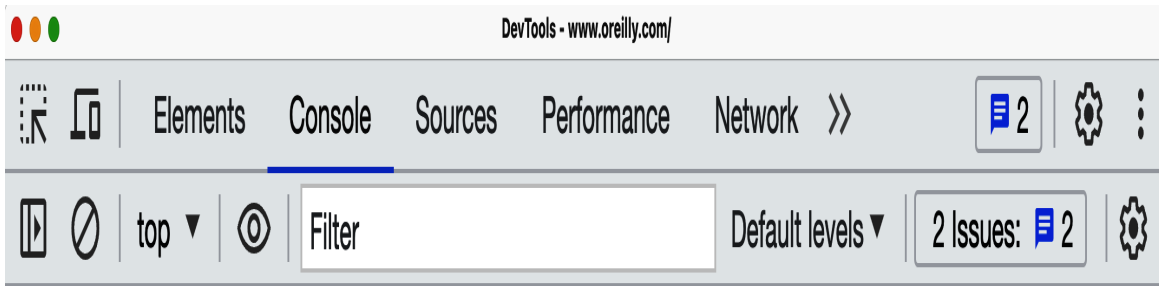 DevTools - www.oreilly.com/
Elements Console Sources Performance Network 2
top Filter Default levels 2 Issues: 2